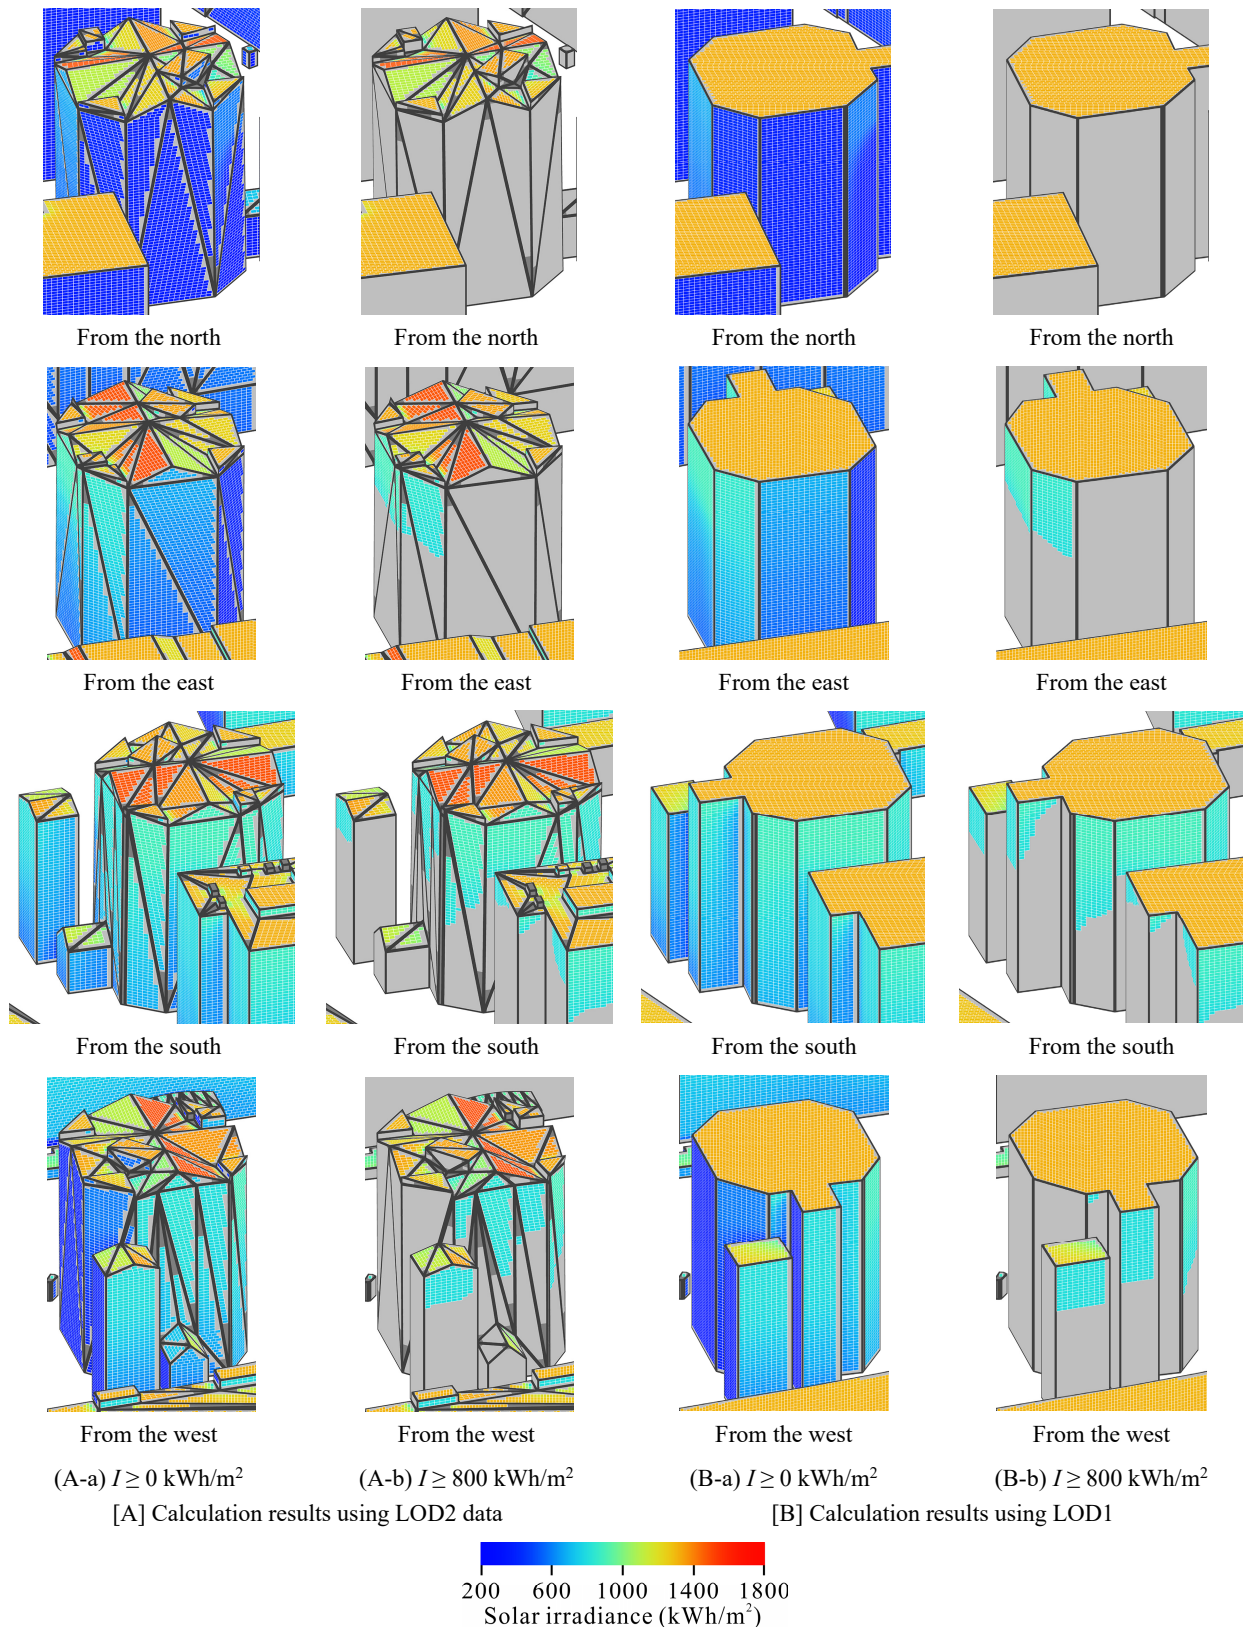 From the north From the north From the north From the north
From the east From the east From the east From the east
From the south From the south From the south From the south
From the west From the west From the west From the west
(A-a) I ≥ 0 kWh/m² (A-b) I ≥ 800 kWh/m² (B-a) I ≥ 0 kWh/m² (B-b) I ≥ 800 kWh/m²
[A] Calculation results using LOD2 data [B] Calculation results using LOD1
200 600 1000 1400 1800
Solar irradiance (kWh/m²)